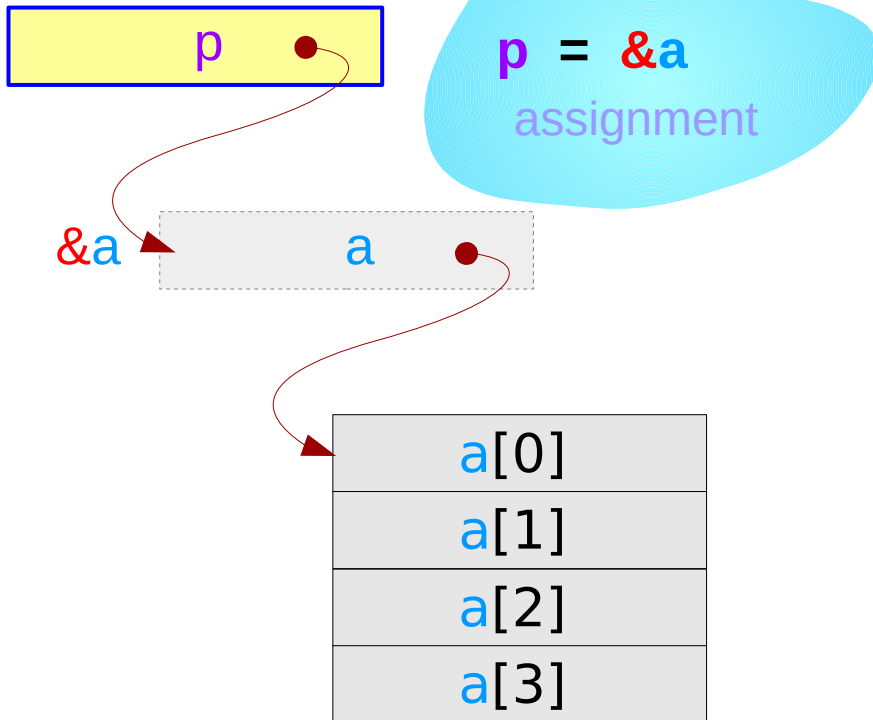 p
p = &a
assignment
&a
a
a[0]
a[1]
a[2]
a[3]